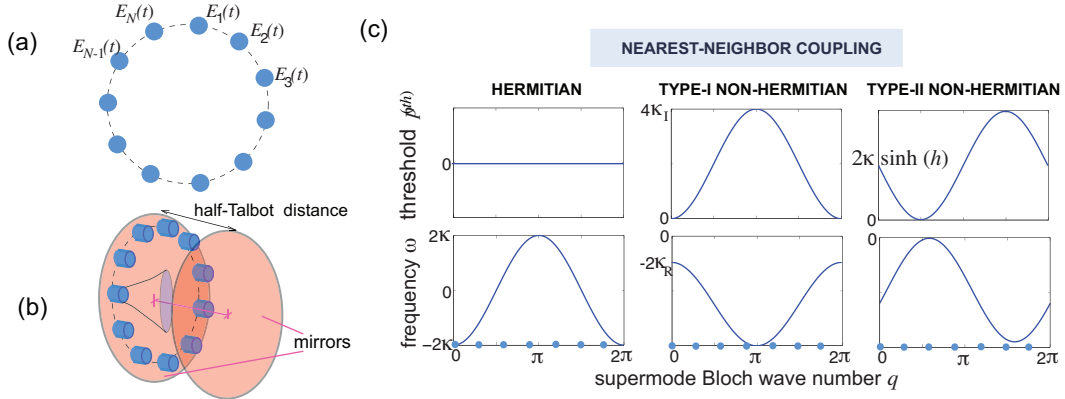 (a)
E_N(t)
E_1(t)
E_2(t)
E_{N-1}(t)
E_3(t)
(b)
half-Talbot distance
mirrors
(c)
NEAREST-NEIGHBOR COUPLING
HERMITIAN
TYPE-I NON-HERMITIAN
TYPE-II NON-HERMITIAN
threshold p^(th)
0
4κ_I
0
2κ sinh (h)
0
frequency ω
2κ
0
−2κ
0
π
2π
0
-2κ_R
0
π
2π
0
0
π
2π
supermode Bloch wave number q